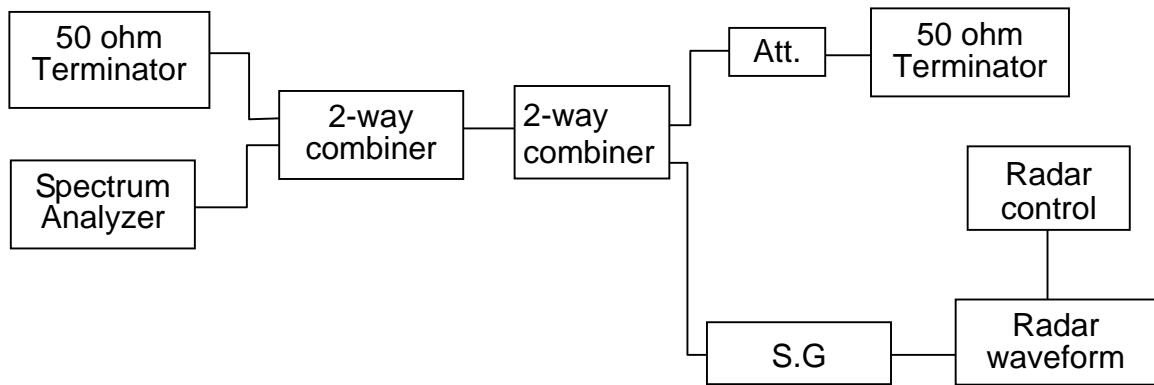 50 ohm
Terminator
Spectrum
Analyzer
2-way
combiner
2-way
combiner
Att.
50 ohm
Terminator
Radar
control
S.G
Radar
waveform